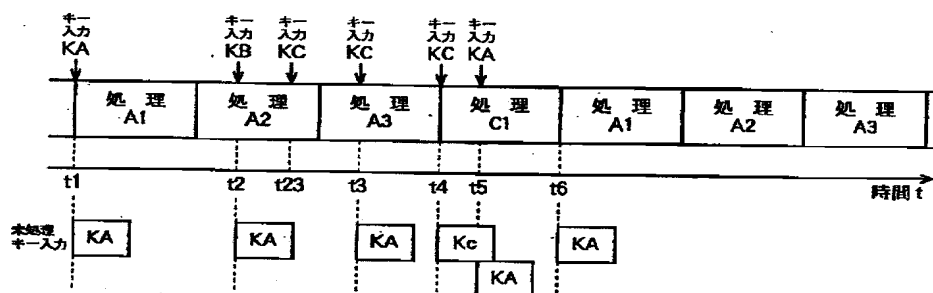 キー入力 KA
キー入力 KB
キー入力 KC
キー入力 KC
キー入力 KC
キー入力 KA
処理 A1
処理 A2
処理 A3
処理 C1
処理 A1
処理 A2
処理 A3
t1 t2 t23 t3 t4 t5 t6 時間 t
未処理キー入力
KA KA KA Kc KA
KA